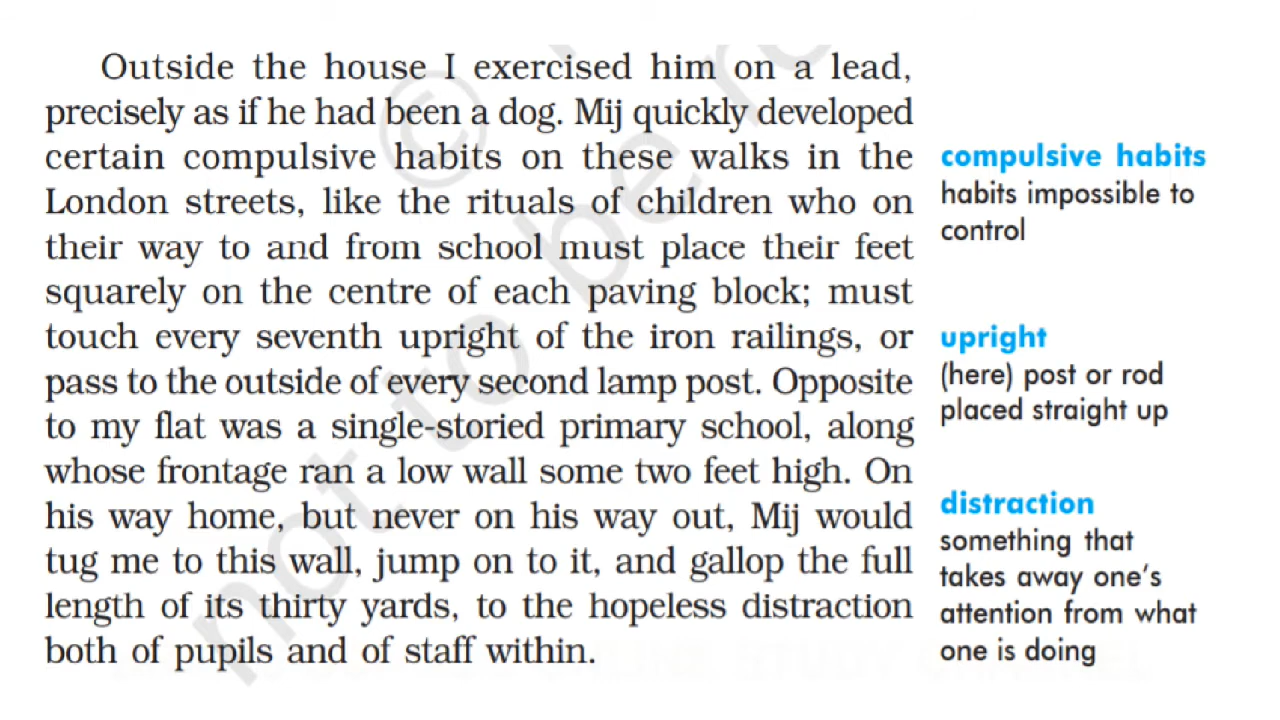 Outside the house I exercised him on a lead,
precisely as if he had been a dog. Mij quickly developed
certain compulsive habits on these walks in the
London streets, like the rituals of children who on
their way to and from school must place their feet
squarely on the centre of each paving block; must
touch every seventh upright of the iron railings, or
pass to the outside of every second lamp post. Opposite
to my flat was a single-storied primary school, along
whose frontage ran a low wall some two feet high. On
his way home, but never on his way out, Mij would
tug me to this wall, jump on to it, and gallop the full
length of its thirty yards, to the hopeless distraction
both of pupils and of staff within.
compulsive habits
habits impossible to
control
upright
(here) post or rod
placed straight up
distraction
something that
takes away one's
attention from what
one is doing
© not to be